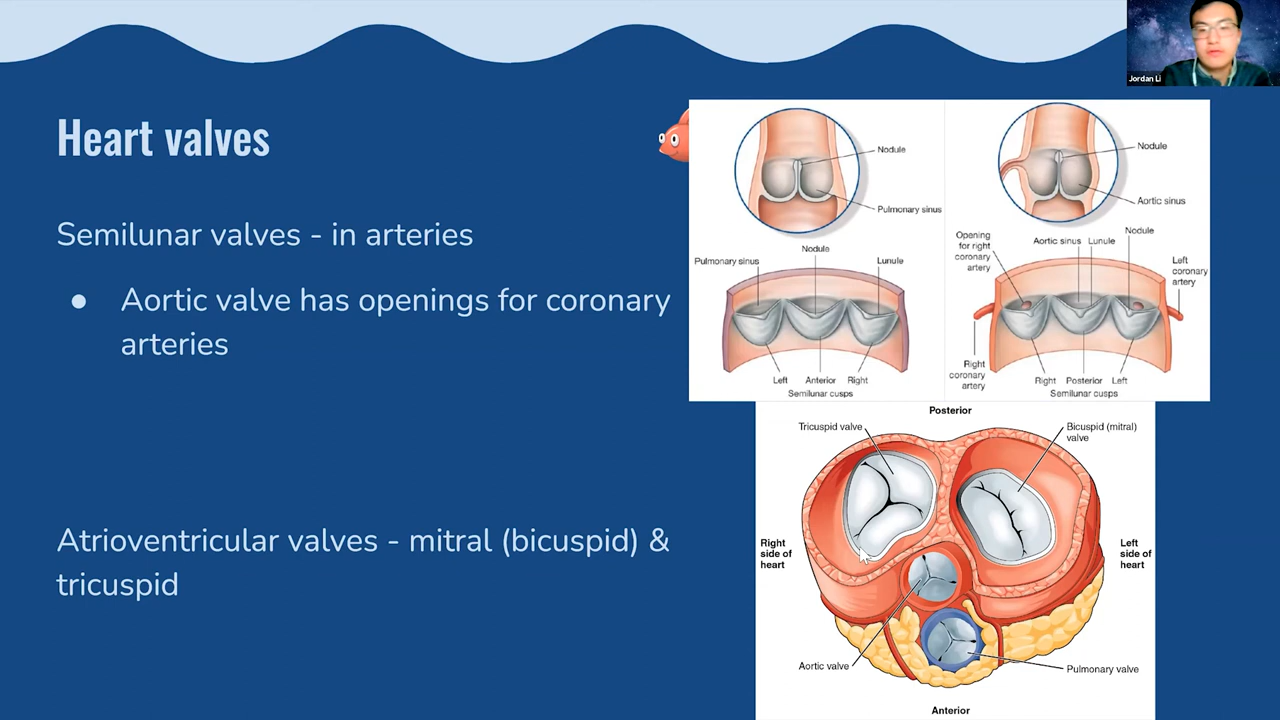 Jordan Li
Heart valves
Semilunar valves - in arteries
● Aortic valve has openings for coronary
arteries
Atrioventricular valves - mitral (bicuspid) &
tricuspid
Nodule
Pulmonary sinus
Nodule
Pulmonary sinus
Lunule
Left
Anterior
Right
Semilunar cusps
Nodule
Aortic sinus
Opening
for right
coronary
artery
Aortic sinus
Lunule
Nodule
Left
coronary
artery
Right
coronary
artery
Right
Posterior
Left
Semilunar cusps
Posterior
Tricuspid valve
Bicuspid (mitral)
valve
Right
side of
heart
Left
side of
heart
Aortic valve
Pulmonary valve
Anterior